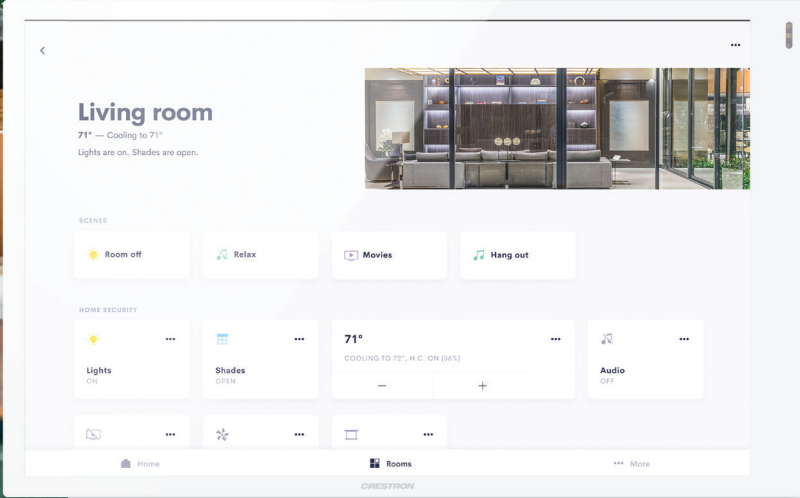 Living room
71° — Cooling to 71°
Lights are on. Shades are open.
SCENES
Room off
Relax
Movies
Hang out
HOME SECURITY
Lights
ON
Shades
OPEN
71°
COOLING TO 72°, H.C. ON (36%)
− +
Audio
OFF
Home
Rooms
More
CRESTRON